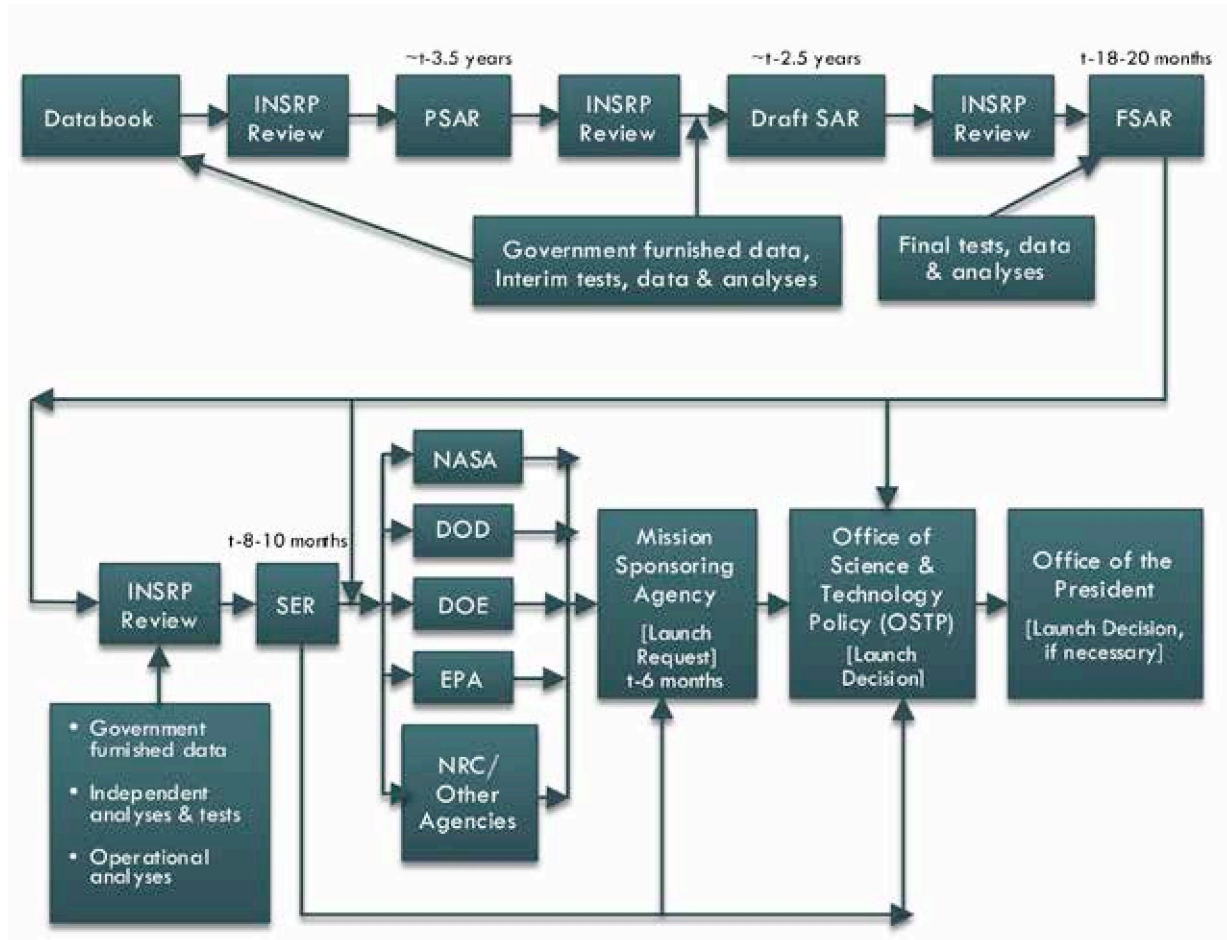 ~t-3.5 years
~t-2.5 years
t-18-20 months
Databook
INSRP
Review
PSAR
INSRP
Review
Draft SAR
INSRP
Review
FSAR
Government furnished data,
Interim tests, data & analyses
Final tests, data
& analyses
t-8-10 months
INSRP
Review
SER
NASA
DOD
DOE
EPA
NRC/
Other
Agencies
Mission
Sponsoring
Agency
[Launch
Request]
t-6 months
Office of
Science &
Technology
Policy (OSTP)
[Launch
Decision]
Office of the
President
[Launch Decision,
if necessary]
• Government
furnished data
• Independent
analyses & tests
• Operational
analyses